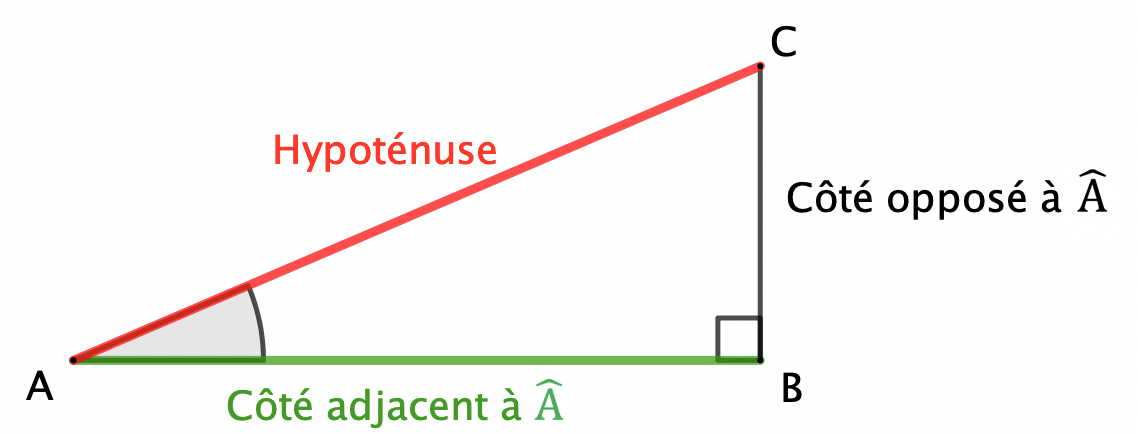 C
Hypoténuse
Côté opposé à Â
A
B
Côté adjacent à Â